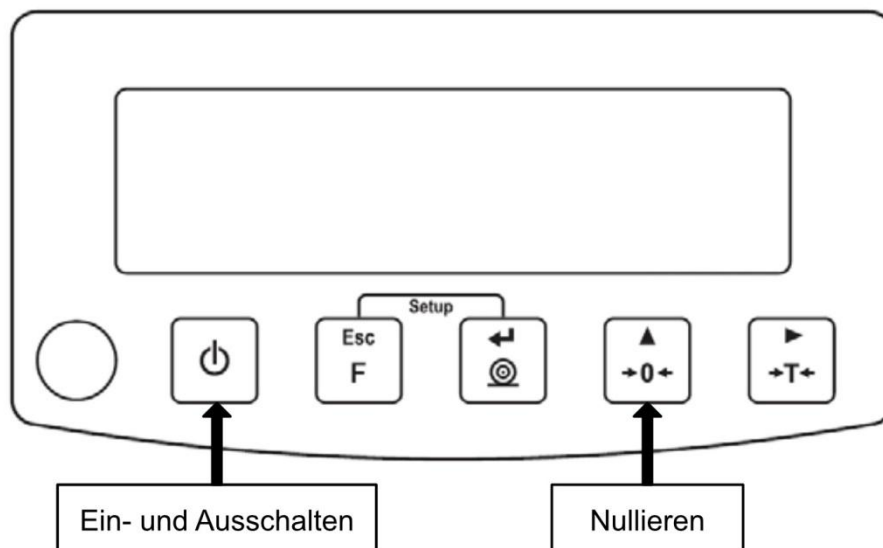 Setup
Esc
F
→0←
→T←
Ein- und Ausschalten
Nullieren